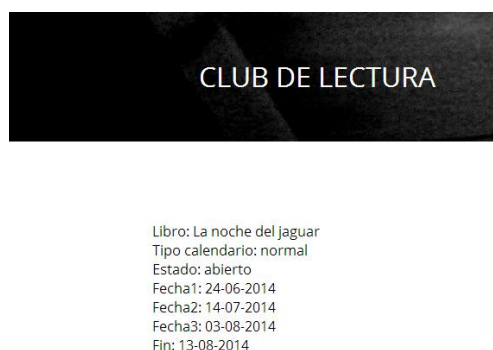 CLUB DE LECTURA
Libro: La noche del jaguar
Tipo calendario: normal
Estado: abierto
Fecha1: 24-06-2014
Fecha2: 14-07-2014
Fecha3: 03-08-2014
Fin: 13-08-2014